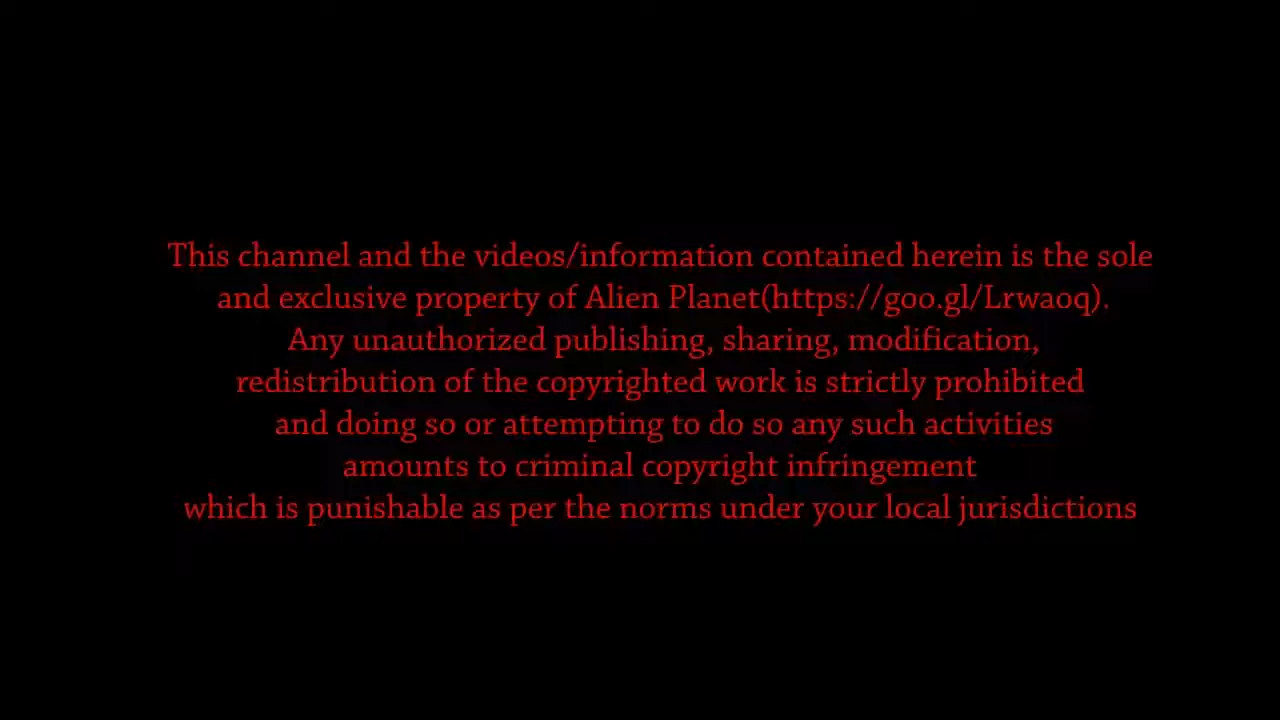 This channel and the videos/information contained herein is the sole
and exclusive property of Alien Planet(https://goo.gl/Lrwaoq).
Any unauthorized publishing, sharing, modification,
redistribution of the copyrighted work is strictly prohibited
and doing so or attempting to do so any such activities
amounts to criminal copyright infringement
which is punishable as per the norms under your local jurisdictions